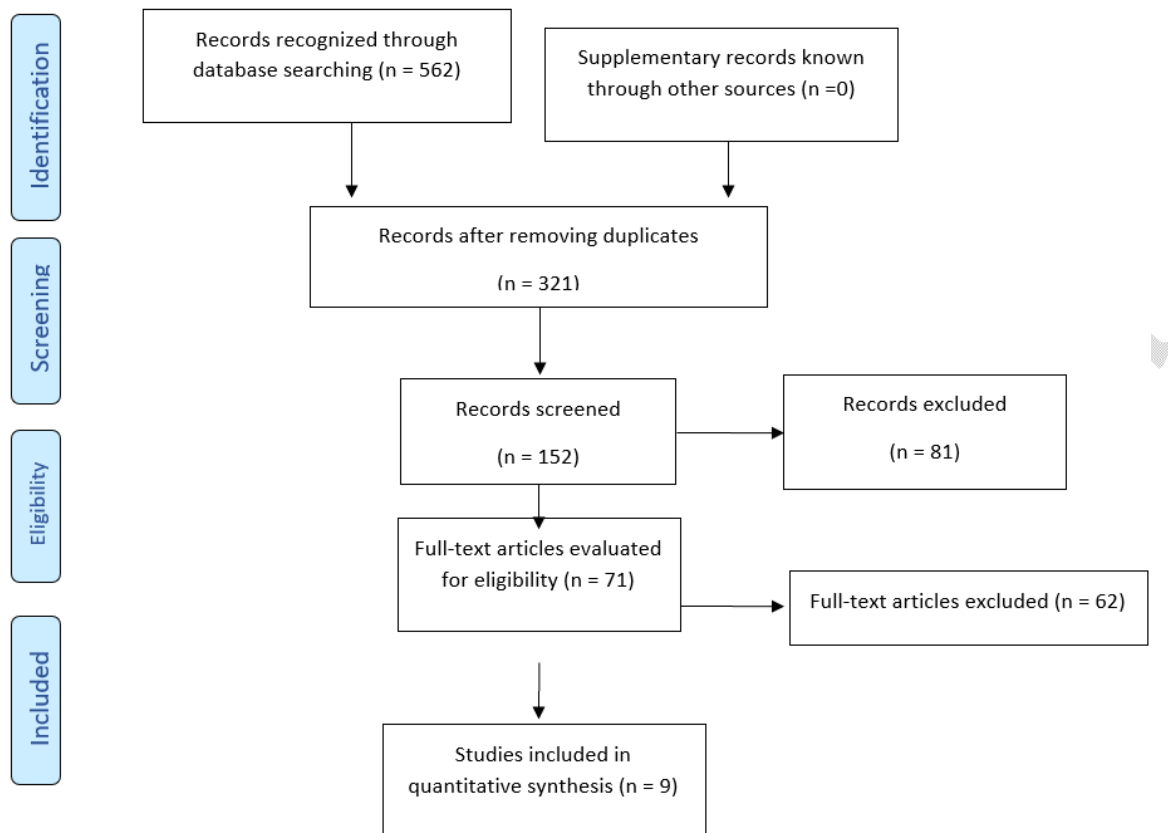 Identification
Records recognized through
database searching (n = 562)
Supplementary records known
through other sources (n =0)
Records after removing duplicates
(n = 321)
Screening
Records screened
(n = 152)
Records excluded
(n = 81)
Eligibility
Full-text articles evaluated
for eligibility (n = 71)
Full-text articles excluded (n = 62)
Included
Studies included in
quantitative synthesis (n = 9)